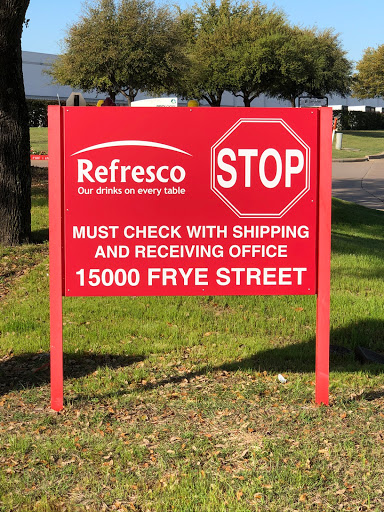 Refresco
Our drinks on every table
STOP
MUST CHECK WITH SHIPPING
AND RECEIVING OFFICE
15000 FRYE STREET